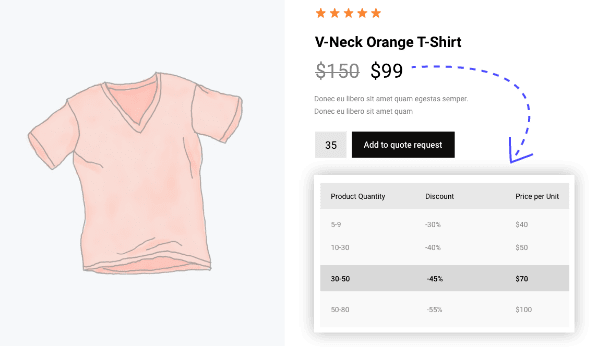 V-Neck Orange T-Shirt
$150 $99
Donec eu libero sit amet quam egestas semper.
Donec eu libero sit amet quam
35 Add to quote request
Product Quantity Discount Price per Unit
5-9 -30% $40
10-30 -40% $50
30-50 -45% $70
50-80 -55% $100